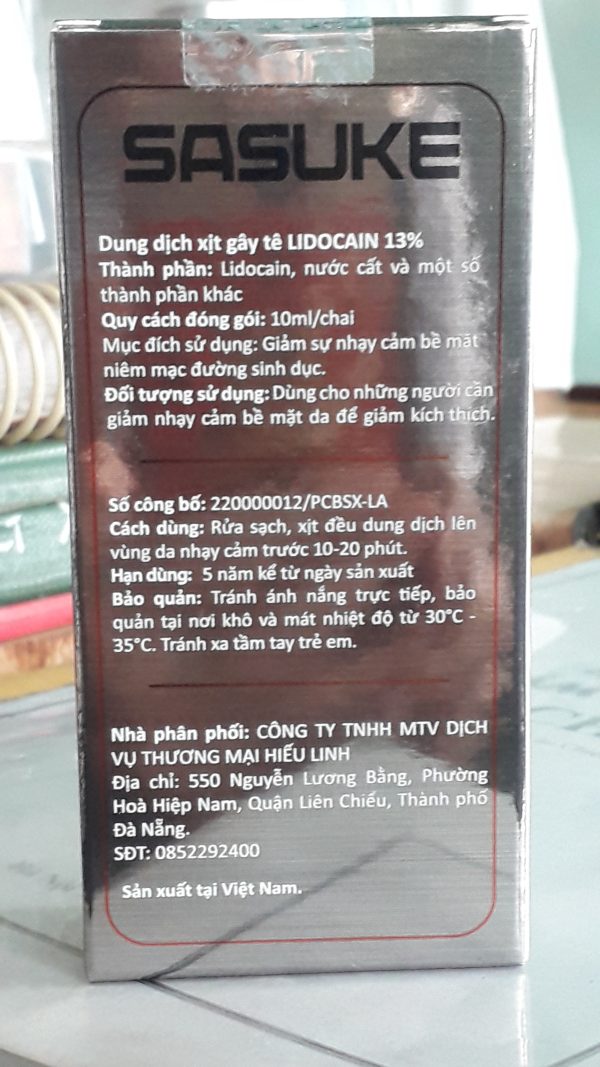 SASUKE
Dung dịch xịt gây tê LIDOCAIN 13%
Thành phần: Lidocain, nước cất và một số
thành phần khác
Quy cách đóng gói: 10ml/chai
Mục đích sử dụng: Giảm sự nhạy cảm bề mặt
niêm mạc đường sinh dục.
Đối tượng sử dụng: Dùng cho những người cần
giảm nhạy cảm bề mặt da để giảm kích thích.
Số công bố: 220000012/PCBSX-LA
Cách dùng: Rửa sạch, xịt đều dung dịch lên
vùng da nhạy cảm trước 10-20 phút.
Hạn dùng: 5 năm kể từ ngày sản xuất
Bảo quản: Tránh ánh nắng trực tiếp, bảo
quản tại nơi khô và mát nhiệt độ từ 30°C -
35°C. Tránh xa tầm tay trẻ em.
Nhà phân phối: CÔNG TY TNHH MTV DỊCH
VỤ THƯƠNG MẠI HIẾU LINH
Địa chỉ: 550 Nguyễn Lương Bằng, Phường
Hoà Hiệp Nam, Quận Liên Chiểu, Thành phố
Đà Nẵng.
SĐT: 0852292400
Sản xuất tại Việt Nam.